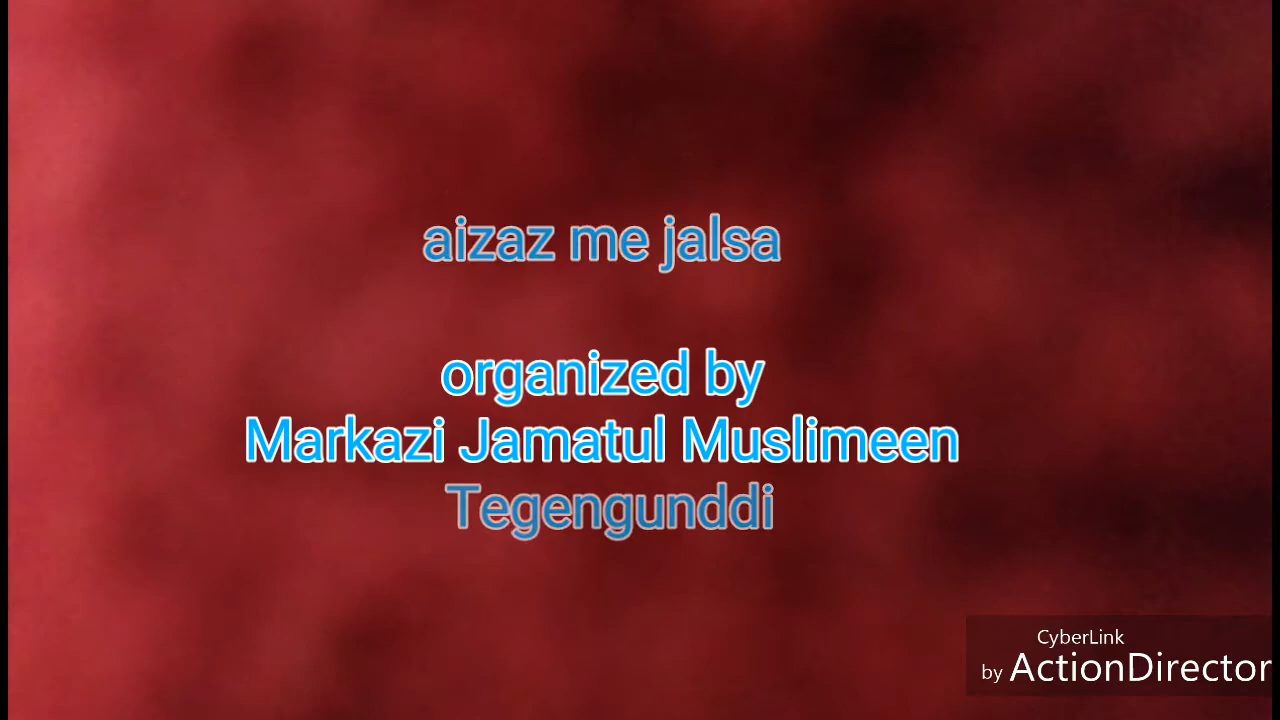 aizaz me jalsa
organized by
Markazi Jamatul Muslimeen
Tegengunddi
CyberLink
by ActionDirector